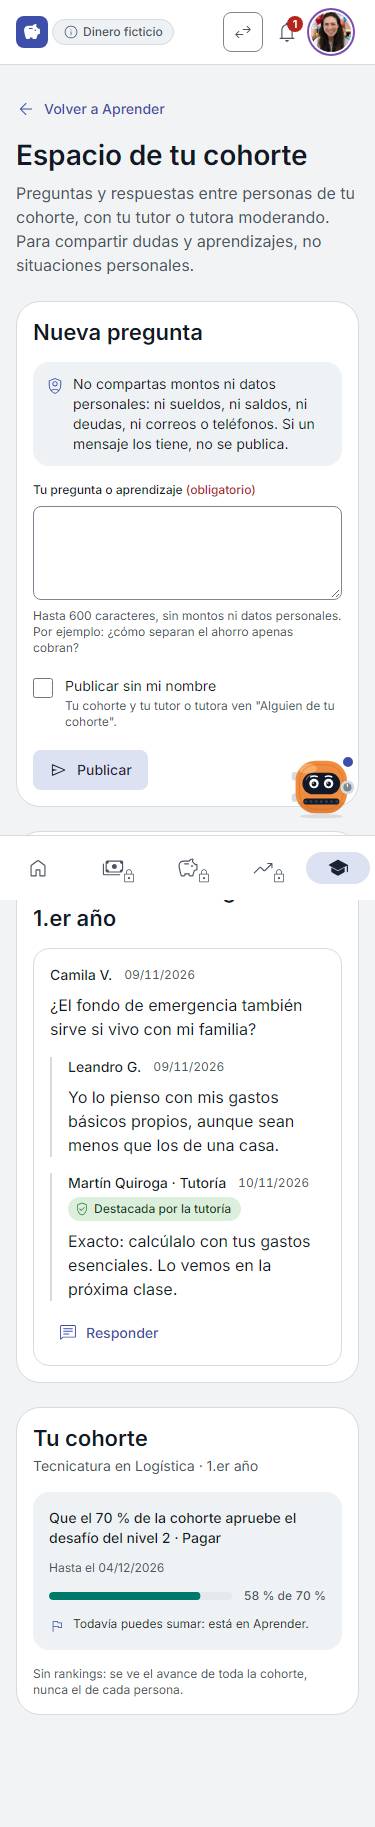 Dinero ficticio
1
Volver a Aprender
Espacio de tu cohorte
Preguntas y respuestas entre personas de tu
cohorte, con tu tutor o tutora moderando.
Para compartir dudas y aprendizajes, no
situaciones personales.
Nueva pregunta
No compartas montos ni datos
personales: ni sueldos, ni saldos, ni
deudas, ni correos o teléfonos. Si un
mensaje los tiene, no se publica.
Tu pregunta o aprendizaje (obligatorio)
Hasta 600 caracteres, sin montos ni datos personales.
Por ejemplo: ¿cómo separan el ahorro apenas
cobran?
Publicar sin mi nombre
Tu cohorte y tu tutor o tutora ven "Alguien de tu
cohorte".
Publicar
1.er año
Camila V. 09/11/2026
¿El fondo de emergencia también
sirve si vivo con mi familia?
Leandro G. 09/11/2026
Yo lo pienso con mis gastos
básicos propios, aunque sean
menos que los de una casa.
Martín Quiroga · Tutoría 10/11/2026
Destacada por la tutoría
Exacto: calcúlalo con tus gastos
esenciales. Lo vemos en la
próxima clase.
Responder
Tu cohorte
Tecnicatura en Logística · 1.er año
Que el 70 % de la cohorte apruebe el
desafío del nivel 2 · Pagar
Hasta el 04/12/2026
58 % de 70 %
Todavía puedes sumar: está en Aprender.
Sin rankings: se ve el avance de toda la cohorte,
nunca el de cada persona.